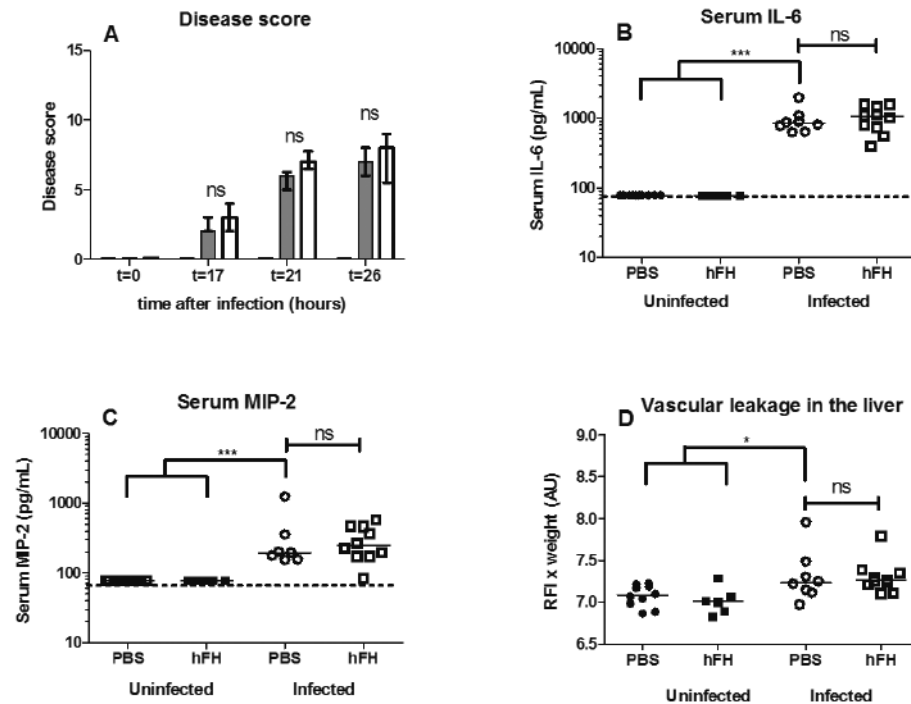 A
Disease score
Disease score
15
10
5
0
ns
ns
ns
t=0 t=17 t=21 t=26
time after infection (hours)
B
Serum IL-6
Serum IL-6 (pg/mL)
10000
1000
100
10
***
ns
PBS hFH PBS hFH
Uninfected Infected
C
Serum MIP-2
Serum MIP-2 (pg/mL)
10000
1000
100
10
***
ns
PBS hFH PBS hFH
Uninfected Infected
D
Vascular leakage in the liver
RFI x weight (AU)
9.0
8.5
8.0
7.5
7.0
6.5
*
ns
PBS hFH PBS hFH
Uninfected Infected